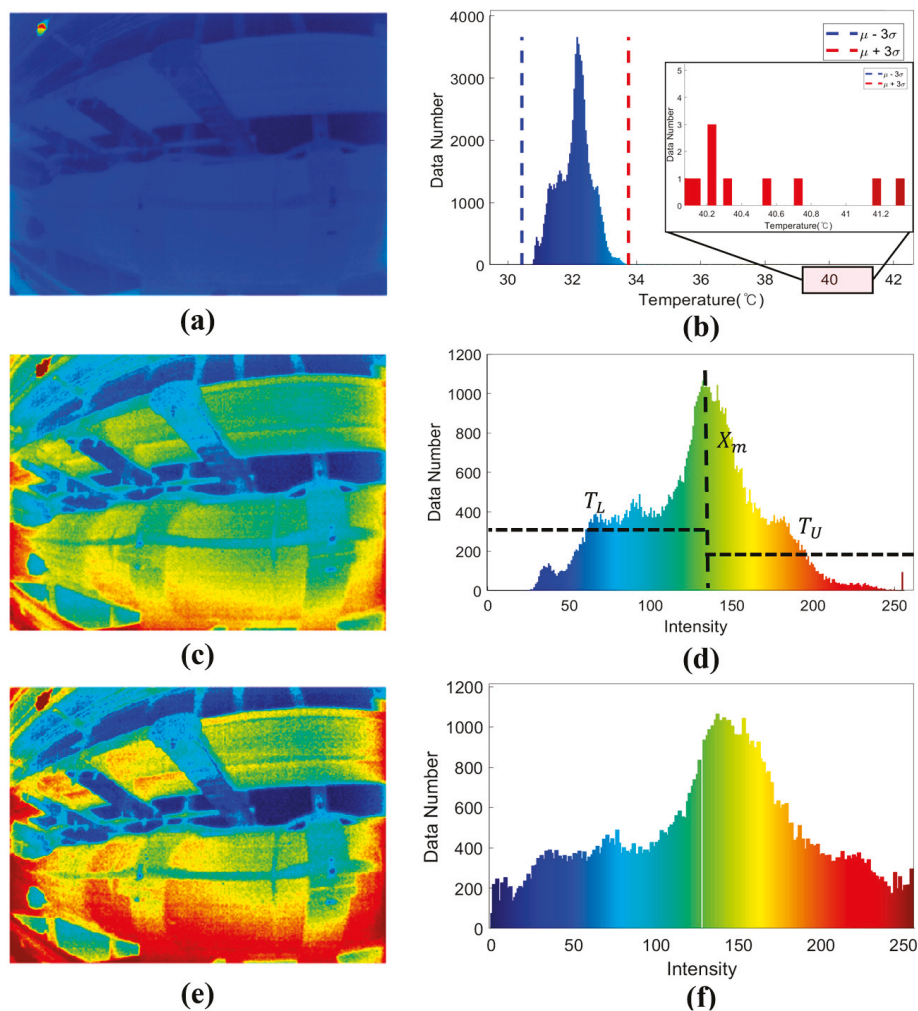 4000
3000
2000
1000
0
Data Number
30 32 34 36 38 40 42
Temperature(℃)
μ - 3σ
μ + 3σ
5
4
3
2
1
0
Data Number
40.2 40.4 40.6 40.8 41 41.2
Temperature(℃)
μ - 3σ
μ + 3σ
(a)
(b)
1200
1000
800
600
400
200
0
Data Number
0 50 100 150 200 250
Intensity
X_m
T_L
T_U
(c)
(d)
1200
1000
800
600
400
200
0
Data Number
0 50 100 150 200 250
Intensity
(e)
(f)